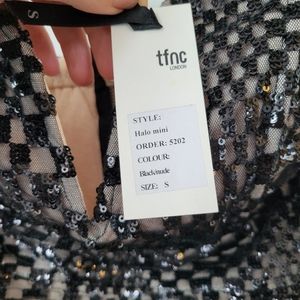 S
tfnc
LONDON
STYLE:
Halo mini
ORDER: 5202
COLOUR:
Black/nude
SIZE: S